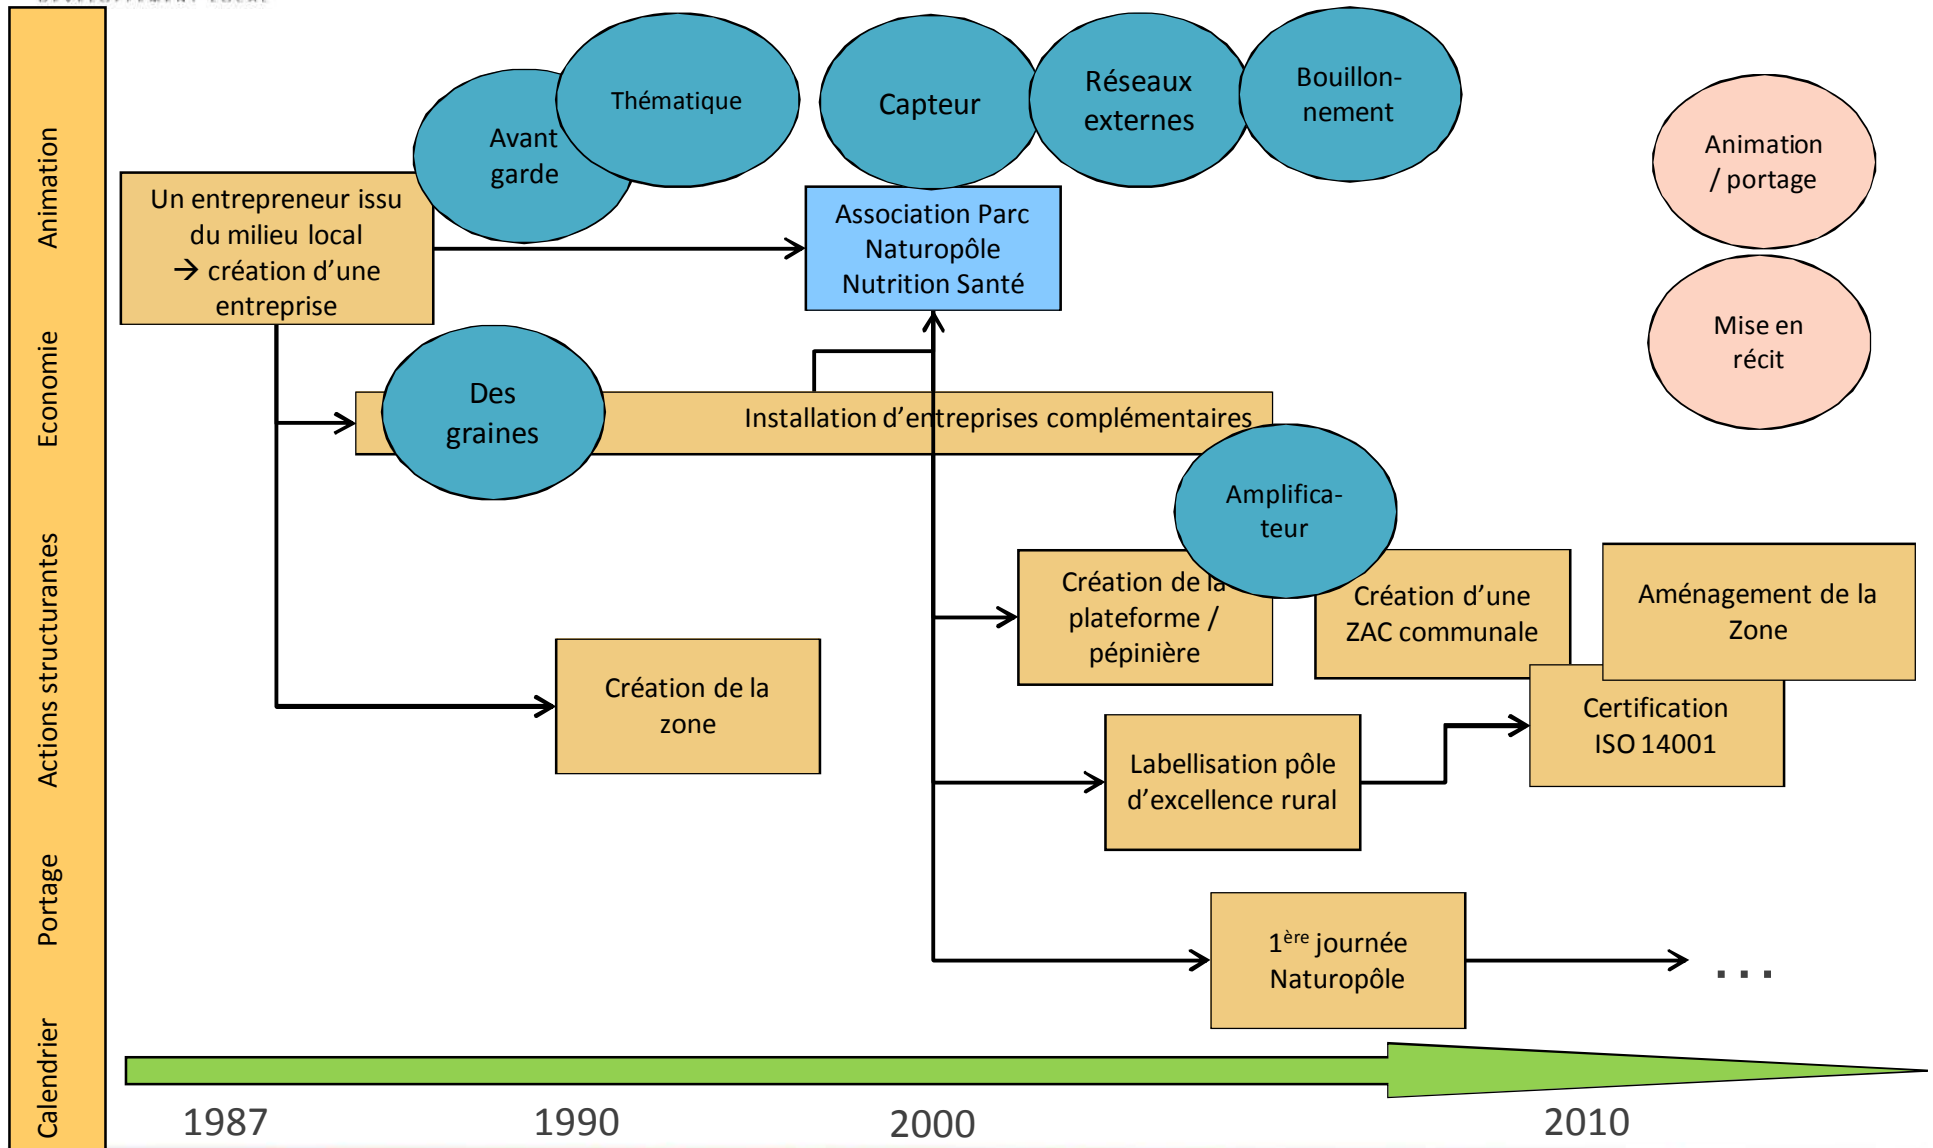 DEVELOPPEMENT LOCAL
Animation
Economie
Actions structurantes
Portage
Calendrier
Avant
garde
Thématique
Capteur
Réseaux
externes
Bouillon-
nement
Animation
/ portage
Mise en
récit
Un entrepreneur issu
du milieu local
→ création d’une
entreprise
Association Parc
Naturopôle
Nutrition Santé
Des
graines
Installation d’entreprises complémentaires
Amplifica-
teur
Création de la
plateforme /
pépinière
Création d’une
ZAC communale
Aménagement de la
Zone
Création de la
zone
Certification
ISO 14001
Labellisation pôle
d’excellence rural
1ère journée
Naturopôle
...
1987
1990
2000
2010